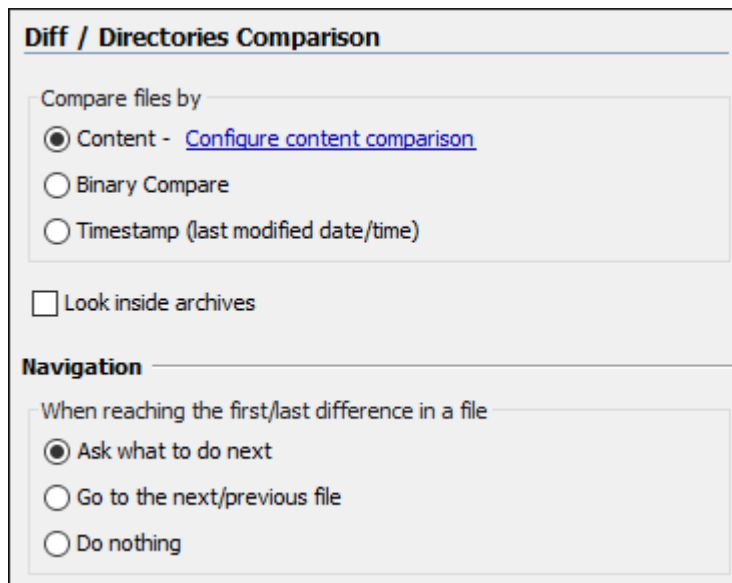 Diff / Directories Comparison
Compare files by
Content - Configure content comparison
Binary Compare
Timestamp (last modified date/time)
Look inside archives
Navigation
When reaching the first/last difference in a file
Ask what to do next
Go to the next/previous file
Do nothing